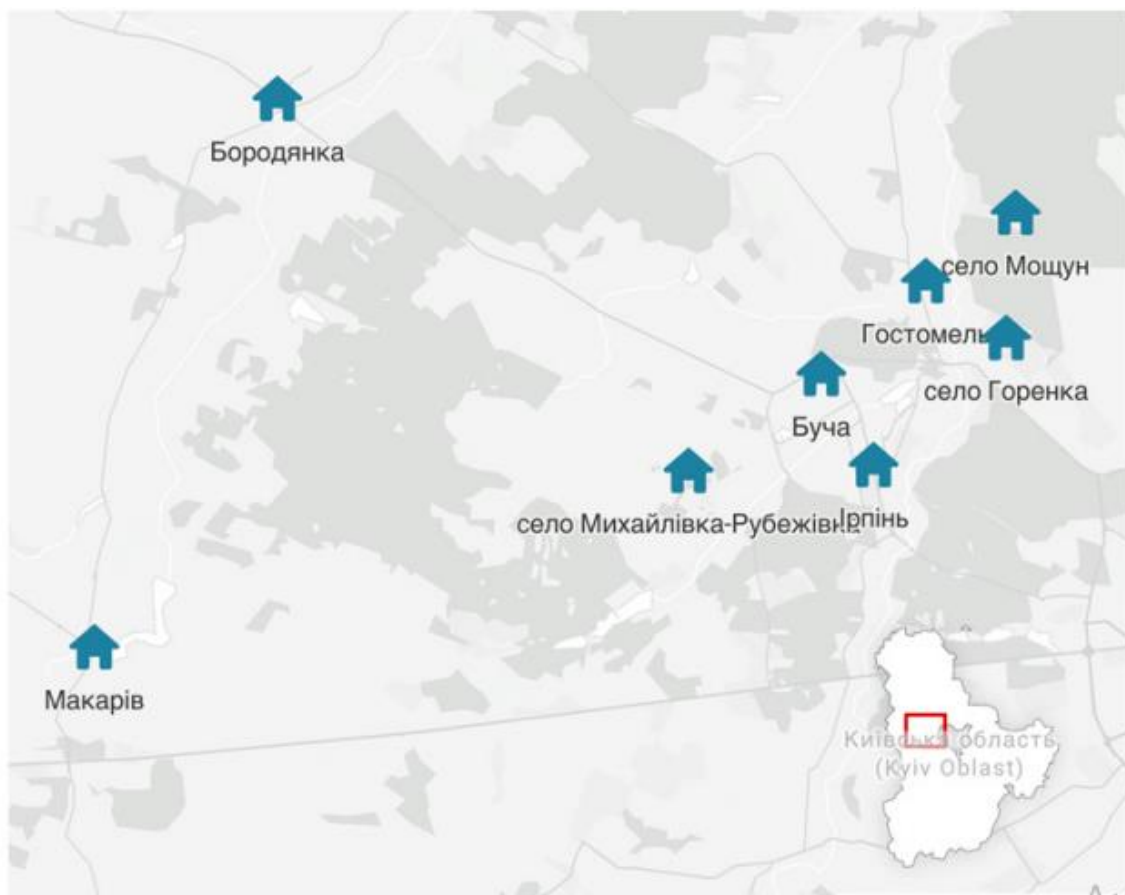 Бородянка
село Мощун
Гостомель
село Горенка
Буча
село Михайлівка-Рубежівка
Ірпінь
Макарів
Київська область
(Kyiv Oblast)